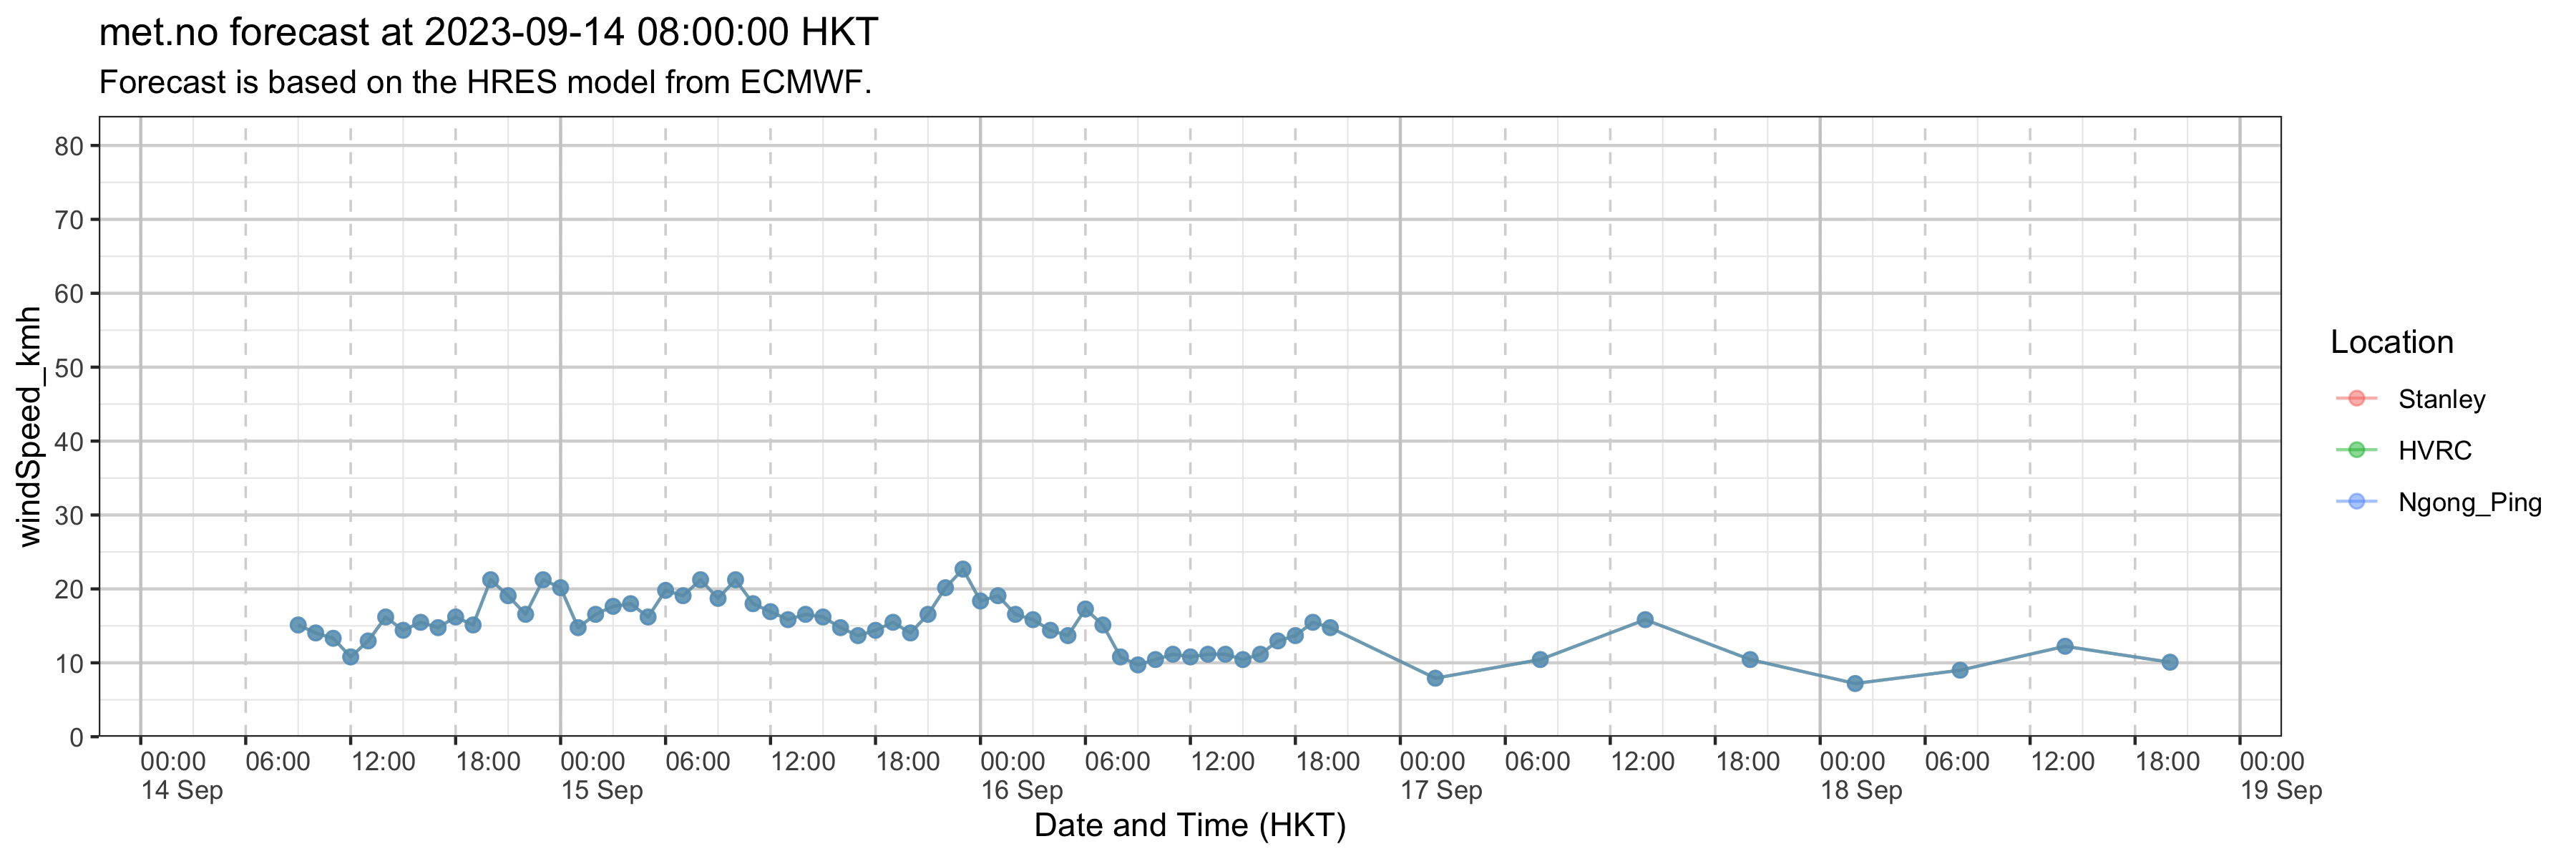 met.no forecast at 2023-09-14 08:00:00 HKT
Forecast is based on the HRES model from ECMWF.
windSpeed_kmh
80
70
60
50
40
30
20
10
0
00:00 06:00 12:00 18:00 00:00 06:00 12:00 18:00 00:00 06:00 12:00 18:00 00:00 06:00 12:00 18:00 00:00 06:00 12:00 18:00 00:00
14 Sep 15 Sep 16 Sep 17 Sep 18 Sep 19 Sep
Date and Time (HKT)
Location
Stanley
HVRC
Ngong_Ping